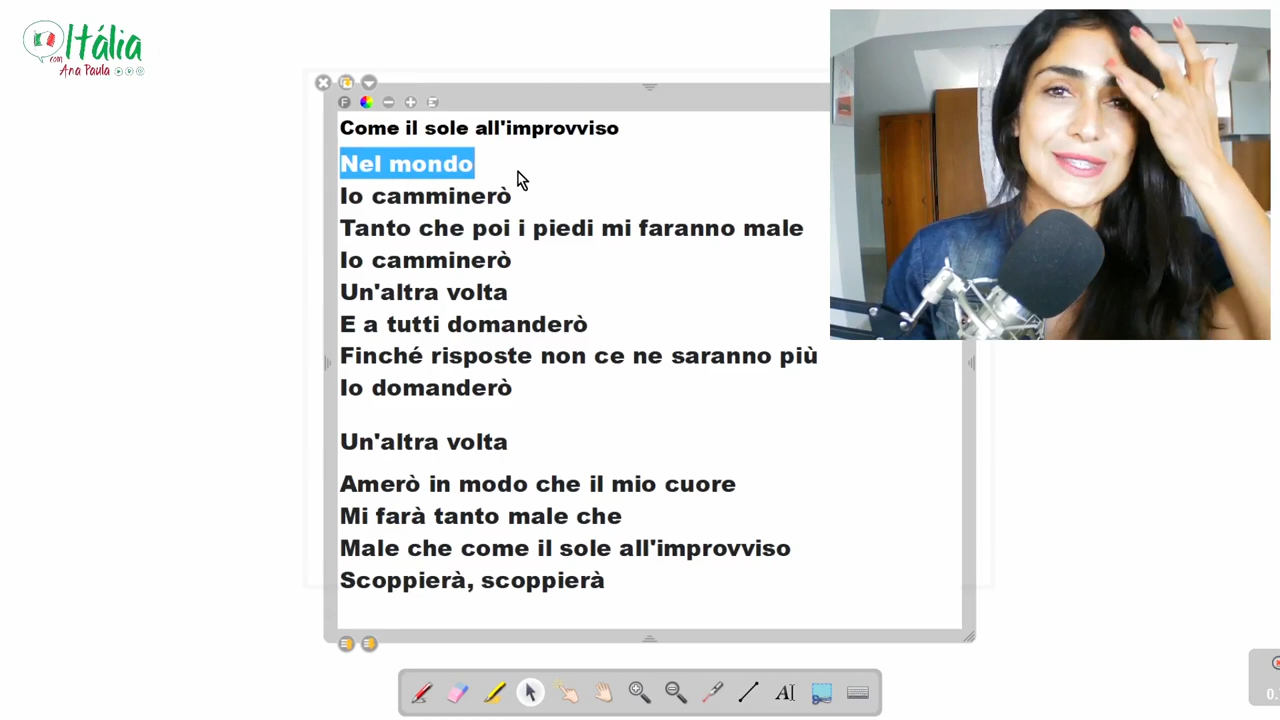 Itália
com
Ana Paula
F
E
Come il sole all'improvviso
Nel mondo
Io camminerò
Tanto che poi i piedi mi faranno male
Io camminerò
Un'altra volta
E a tutti domanderò
Finché risposte non ce ne saranno più
Io domanderò
Un'altra volta
Amerò in modo che il mio cuore
Mi farà tanto male che
Male che come il sole all'improvviso
Scoppierà, scoppierà
AI
0.